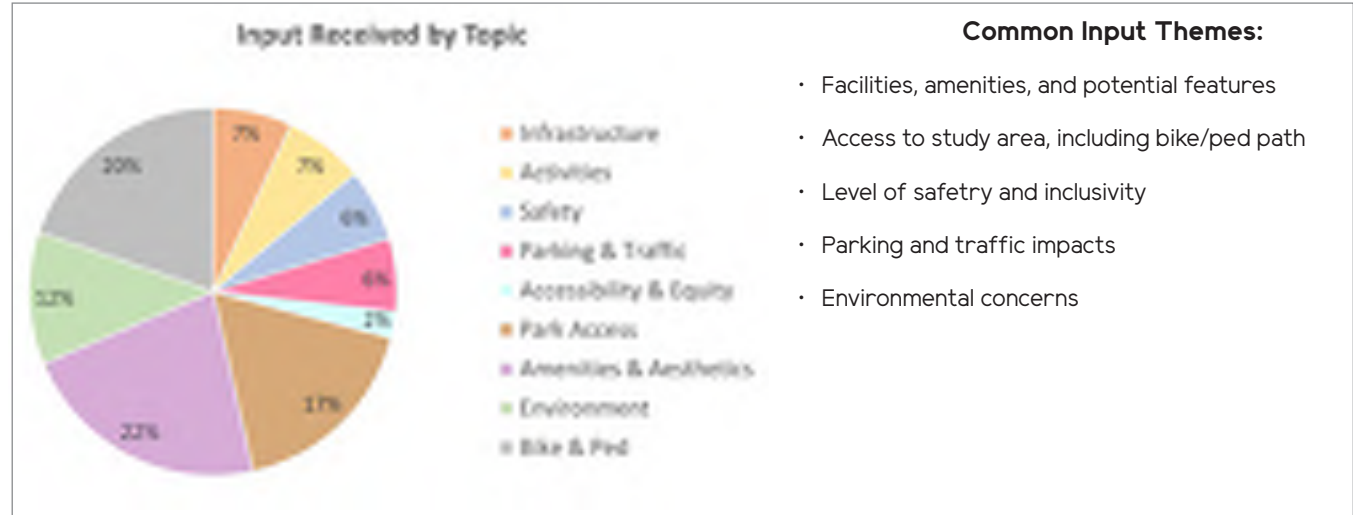 Input Received by Topic
7%
7%
6%
6%
2%
17%
22%
12%
20%
Infrastructure
Activities
Safety
Parking & Traffic
Accessibility & Equity
Park Access
Amenities & Aesthetics
Environment
Bike & Ped
Common Input Themes:
· Facilities, amenities, and potential features
· Access to study area, including bike/ped path
· Level of safetry and inclusivity
· Parking and traffic impacts
· Environmental concerns